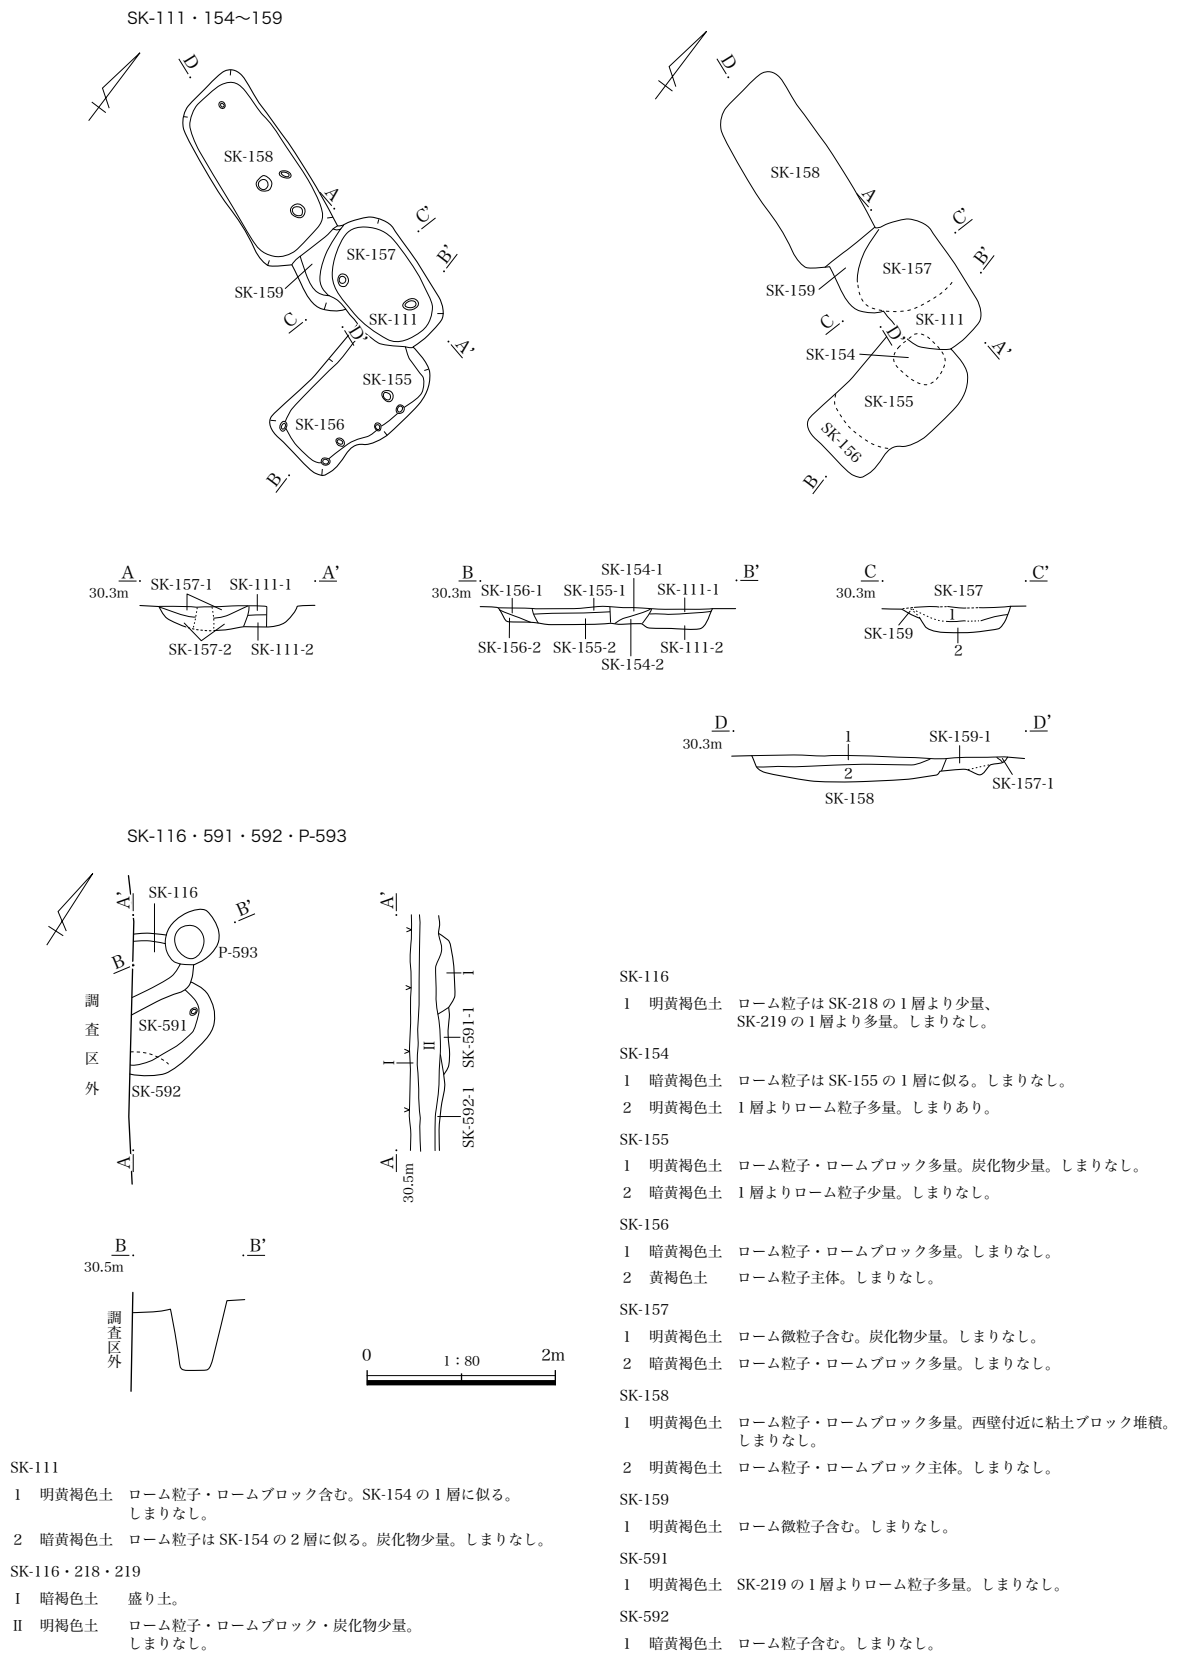 SK-111・154～159
D
SK-158
A
C'
B'
SK-157
SK-159
C
D'
SK-111
A'
SK-155
SK-156
B
D
SK-158
A
C'
B'
SK-157
SK-159
C
D'
SK-111
SK-154
A'
SK-155
SK-156
B
A
A'
30.3m
SK-157-1
SK-111-1
SK-157-2
SK-111-2
B
B'
30.3m
SK-156-1
SK-155-1
SK-154-1
SK-111-1
SK-156-2
SK-155-2
SK-154-2
SK-111-2
C
C'
30.3m
SK-157
1
SK-159
2
D
D'
30.3m
1
SK-159-1
2
SK-157-1
SK-158
SK-116・591・592・P-593
A'
SK-116
B'
P-593
B
調査区外
SK-591
SK-592
A
A'
1
SK-591-1
II
I
SK-592-1
A
30.5m
B
B'
30.5m
調査区外
0
1：80
2m
SK-111
1 明黄褐色土 ローム粒子・ロームブロック含む。SK-154 の 1 層に似る。
しまりなし。
2 暗黄褐色土 ローム粒子は SK-154 の 2 層に似る。炭化物少量。しまりなし。
SK-116・218・219
I 暗褐色土 盛り土。
II 明褐色土 ローム粒子・ロームブロック・炭化物少量。
しまりなし。
SK-116
1 明黄褐色土 ローム粒子は SK-218 の 1 層より少量、
SK-219 の 1 層より多量。しまりなし。
SK-154
1 暗黄褐色土 ローム粒子は SK-155 の 1 層に似る。しまりなし。
2 明黄褐色土 1 層よりローム粒子多量。しまりあり。
SK-155
1 明黄褐色土 ローム粒子・ロームブロック多量。炭化物少量。しまりなし。
2 暗黄褐色土 1 層よりローム粒子少量。しまりなし。
SK-156
1 暗黄褐色土 ローム粒子・ロームブロック多量。しまりなし。
2 黄褐色土 ローム粒子主体。しまりなし。
SK-157
1 明黄褐色土 ローム微粒子含む。炭化物少量。しまりなし。
2 暗黄褐色土 ローム粒子・ロームブロック多量。しまりなし。
SK-158
1 明黄褐色土 ローム粒子・ロームブロック多量。西壁付近に粘土ブロック堆積。
しまりなし。
2 明黄褐色土 ローム粒子・ロームブロック主体。しまりなし。
SK-159
1 明黄褐色土 ローム微粒子含む。しまりなし。
SK-591
1 明黄褐色土 SK-219 の 1 層よりローム粒子多量。しまりなし。
SK-592
1 暗黄褐色土 ローム粒子含む。しまりなし。